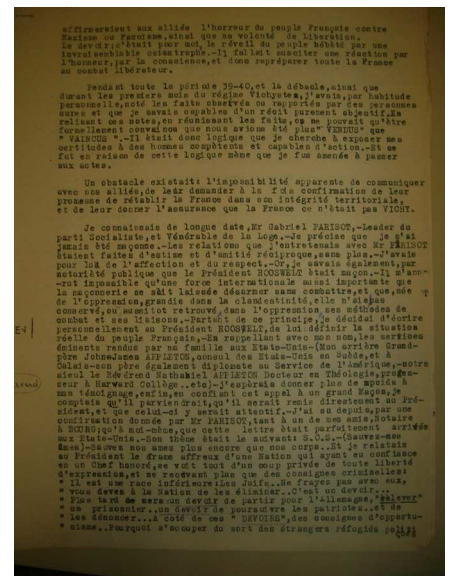 affirmeraient aux alliés l'horreur du peuple Français contre
Nazisme ou Fascisme, ainsi que sa volonté de Libération.
Le devoir: c'était pour moi, le réveil du peuple hébété par une
invraisemblable catastrophe.-Il fallait susciter une réaction par
l'honneur, par la conscience, et donc repréparer toute la France
au combat libérateur.
Pendant toute la période 39-40, et la débacle, ainsi que
durant les premiers mois du régime Vichystes, j'avais, par habitude
personnelle, noté les faits observés ou rapportés par des personnes
sures et que je savais capables d'un récit purement objectif. En
relisant ces notes, en réunissant les faits, on ne pouvait qu'être
formellement convaincu que nous avions été plus" VENDUS" que
" VAINCUS ".-Il était donc logique que je cherche à exposer mes
certitudes à des hommes compétents et capables d'action.-Et ce
fut en raison de cette logique même que je fus amenée à passer
aux actes.
Un obstacle existait: l'impossibilité apparente de communiquer
avec nos alliés, de leur demander à la fois confirmation de leur
promesse de rétablir la France dans son intégrité territoriale,
et de leur donner l'assurance que la France ce n'était pas VICHY.
Je connaissais de longue date, Mr Gabriel PARISOT,-leader du
parti Socialiste, et Vénérable de la Loge.-Je précise que je n'ai
jamais été maçonne.-Les relations que j'entretenais avec Mr PARISOT
étaient faites d'estime et d'amitié réciproque, sans plus.-J'avais
pour lui de l'affection et du respect.-Or, je savais également, par
notoriété publique que le Président ROOSWELT était maçon.-Il m'app-
-rut impossible qu'une force internationale aussi importante que
la maçonnerie se fût laissée désarmer sans combattre, et que, née
de l'oppression, grandie dans la clandestinité, elle n'ait pas
conservé, ou aussitot retrouvé, dans l'oppression, ses méthodes de
combat et ses liaisons.-Partant de ce principe, je décidai d'écrire
personnellement au Président ROOSWELT, de lui définir la situation
réelle du peuple Français,-En rappellant avec mon nom, les services
éminents rendus par ma famille aux Etats-Unis-(Mon arrière Grand-
père John James APPLETON, consul des Etats-Unis en Suède, et à
Calais-son père également diplomate au Service de l'Amérique,-notre
aieul le Révérend Nathaniel APPLETON Docteur en Théologie, profes-
seur à Harward Collège..etc)-j'espérais donner plus de poids à
mon témoignage, enfin, en confiant cet appel à un grand Maçon, je
comptais qu'il parviendrait, qu'il serait remis directement au Pré-
sident, et que celui-ci y serait attentif.-J'ai su depuis, par une
confirmation donnée par Mr PARISOT, tant à un de mes amis, Notaire
à BOURG; qu'à moi-même, que cette lettre était parfaitement arrivée
aux Etats-Unis.-Son thème était le suivant: S.O.S.-(Sauvez-nos
Ames)-Sauvez nos ames plus encore que nos corps.-Et je relatais
au Président le drame affreux d'une Nation qui ayant eu confiance
en un Chef honoré, se voit tout d'un coup privée de toute liberté
d'expression, et ne recevant plus que des consignes criminelles:
" Il est une race inférieure: les Juifs.. Ne frayez pas avec eux,
" vous devez à la Nation de les éliminer.. C'est un devoir...
" Plus tard ce sera un devoir de partir pour l'Allemagne, "relever"
" un prisonnier.. un devoir de poursuivre les patriotes.. et de
" les dénoncer... à coté de ces " DEVOIRS", des consignes d'opportu-
" nisme.. Pourquoi s'occuper du sort des étrangers réfugiés politi
ques